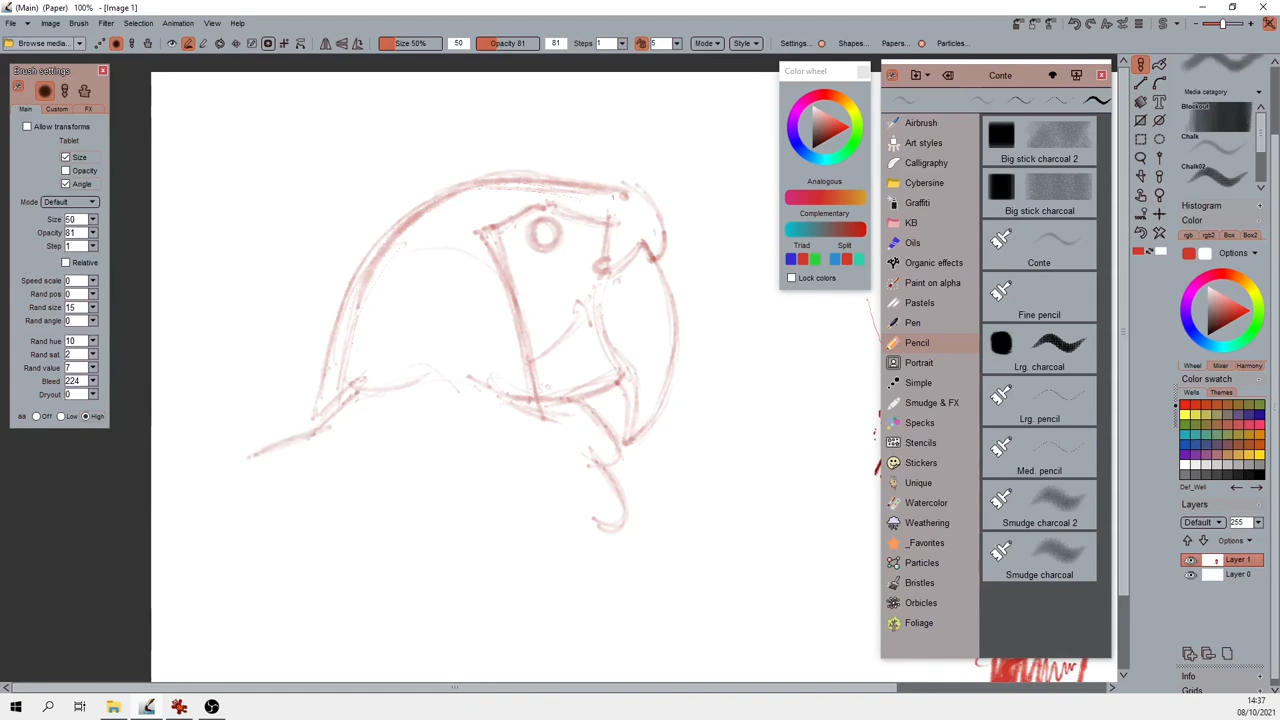 (Main) (Paper) 100% - [Image 1]
File Image Brush Filter Selection Animation View Help
Browse media... Size 50% 50 Opacity 81 81 Steps 1 5 Mode Style Settings... Shapes... Papers... Particles...
Brush settings
Main Custom FX
Allow transforms
Tablet
Size
Opacity
Angle
Mode Default
Size 50
Opacity 81
Step 1
Relative
Speed scale 0
Rand pos 0
Rand size 15
Rand angle 0
Rand hue 10
Rand sat. 2
Rand value 7
Bleed 224
Dryout 0
aa Off Low High
Color wheel
Analogous
Complementary
Triad Split
Lock colors
Conte
Airbrush
Art styles
Calligraphy
Cybersine
Graffiti
KB
Oils
Organic effects
Paint on alpha
Pastels
Pen
Pencil
Portrait
Simple
Smudge & FX
Specks
Stencils
Stickers
Unique
Watercolor
Weathering
_Favorites
Particles
Bristles
Orbicles
Foliage
Big stick charcoal 2
Big stick charcoal
Conte
Fine pencil
Lrg. charcoal
Lrg. pencil
Med. pencil
Smudge charcoal 2
Smudge charcoal
Media catagory
Blockout
Chalk
Chalk02
Histogram
Color
rgb rgb2 Box Box2
Options
Wheel Mixer Harmony
Color swatch
Wells Themes
Def_Well
Layers
Default 255
Options
Layer 1
Layer 0
Info
Grids
14:37
08/10/2021